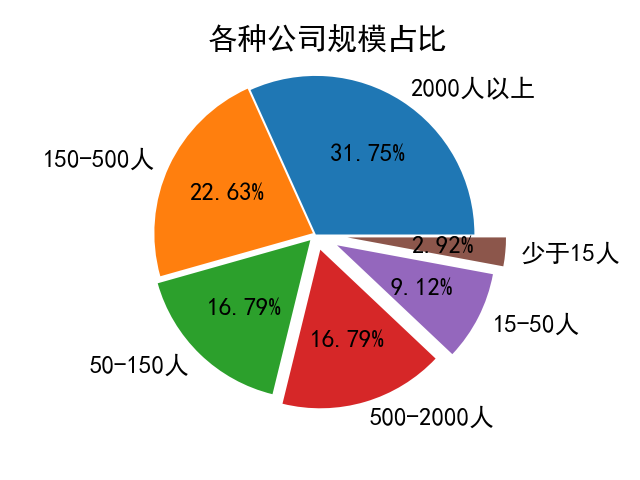 各种公司规模占比
2000人以上
31.75%
150-500人
22.63%
2.92%
少于15人
9.12%
16.79%
15-50人
16.79%
50-150人
500-2000人